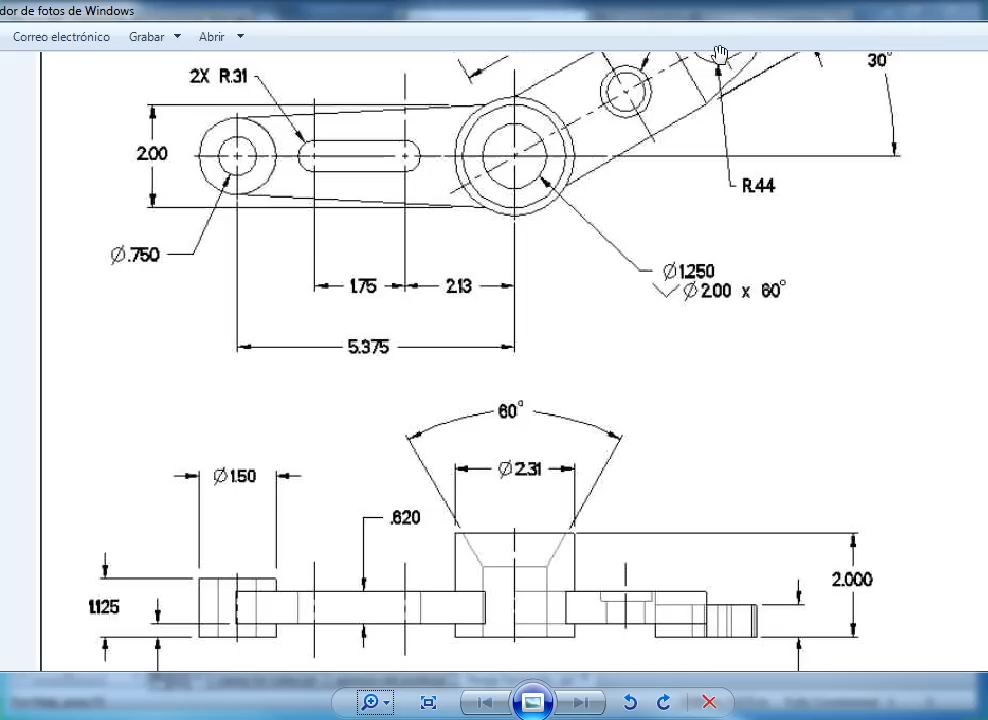 dor de fotos de Windows
Correo electrónico Grabar Abrir
2X R.31
30°
2.00
R.44
Ø.750
Ø1.250
1.75 2.13
Ø2.00 x 60°
5.375
60°
Ø1.50
Ø2.31
.620
1.125
2.000